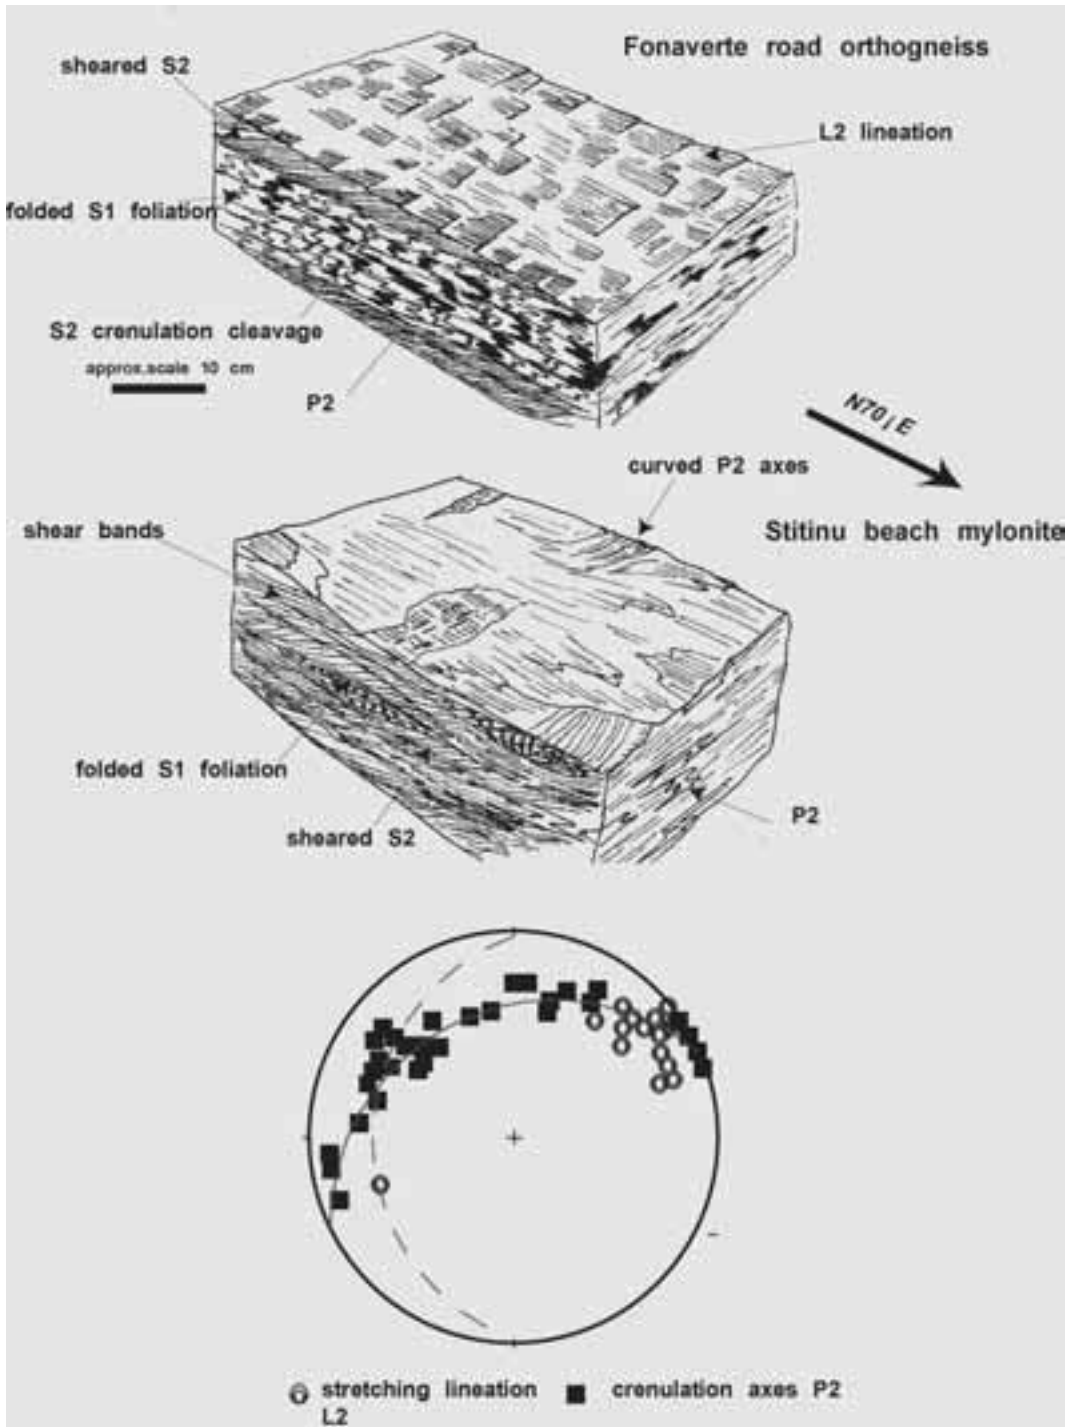 Fonaverte road orthogneiss
sheared S2
L2 lineation
folded S1 foliation
S2 crenulation cleavage
approx.scale 10 cm
P2
N70¡E
curved P2 axes
shear bands
Stitinu beach mylonite
folded S1 foliation
P2
sheared S2
stretching lineation
L2
crenulation axes P2